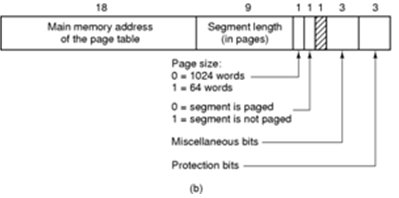 18 9 1 1 1 3 3
Main memory address
of the page table
Segment length
(in pages)
Page size:
0 = 1024 words
1 = 64 words
0 = segment is paged
1 = segment is not paged
Miscellaneous bits
Protection bits
(b)